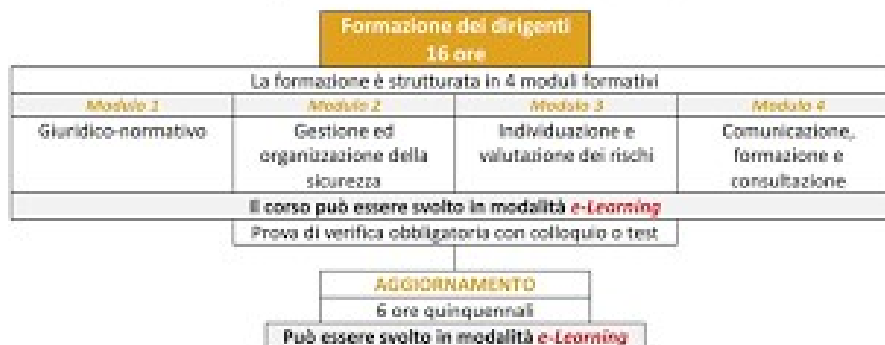 Formazione dei dirigenti
16 ore
La formazione è strutturata in 4 moduli formativi
Modulo 1
Modulo 2
Modulo 3
Modulo 4
Giuridico-normativo
Gestione ed
organizzazione della
sicurezza
Individuazione e
valutazione dei rischi
Comunicazione,
formazione e
consultazione
Il corso può essere svolto in modalità e-Learning
Prova di verifica obbligatoria con colloquio o test
AGGIORNAMENTO
6 ore quinquennali
Può essere svolto in modalità e-Learning